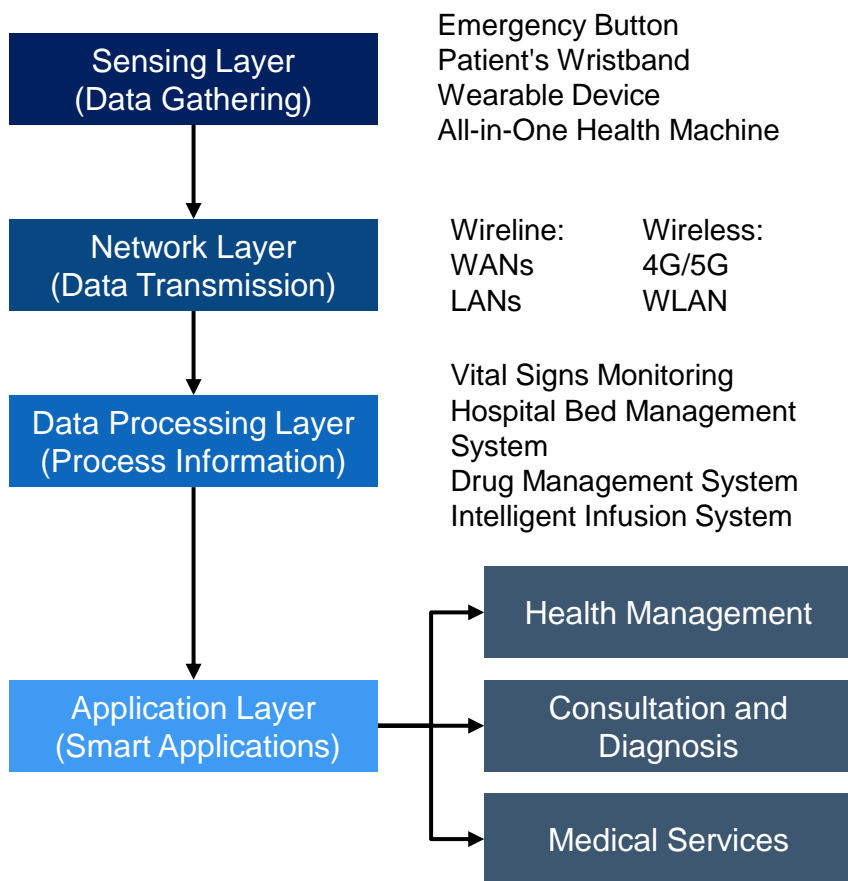 Sensing Layer
(Data Gathering)
Emergency Button
Patient's Wristband
Wearable Device
All-in-One Health Machine
Network Layer
(Data Transmission)
Wireline:
WANs
LANs
Wireless:
4G/5G
WLAN
Data Processing Layer
(Process Information)
Vital Signs Monitoring
Hospital Bed Management
System
Drug Management System
Intelligent Infusion System
Application Layer
(Smart Applications)
Health Management
Consultation and
Diagnosis
Medical Services